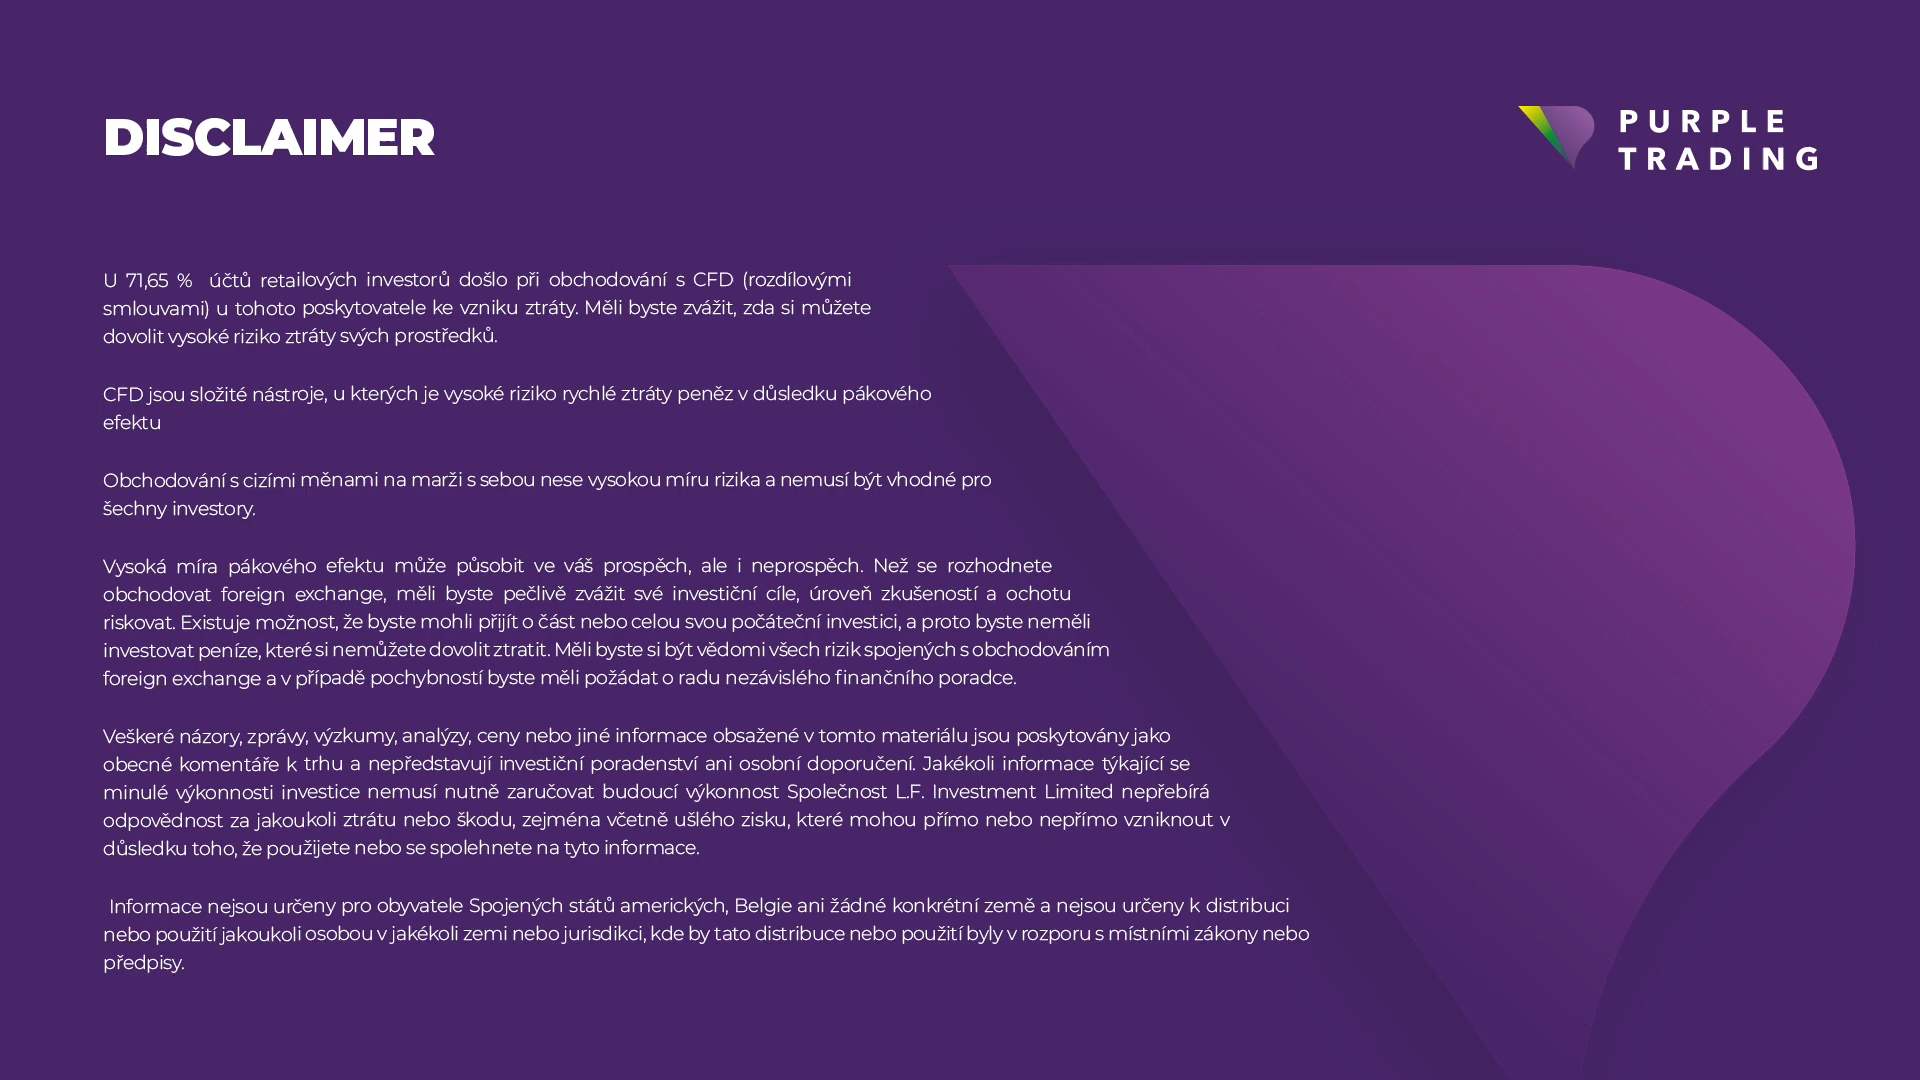 DISCLAIMER
PURPLE
TRADING
U 71,65 % účtů retailových investorů došlo při obchodování s CFD (rozdílovými
smlouvami) u tohoto poskytovatele ke vzniku ztráty. Měli byste zvážit, zda si můžete
dovolit vysoké riziko ztráty svých prostředků.
CFD jsou složité nástroje, u kterých je vysoké riziko rychlé ztráty peněz v důsledku pákového
efektu
Obchodování s cizími měnami na marži s sebou nese vysokou míru rizika a nemusí být vhodné pro
šechny investory.
Vysoká míra pákového efektu může působit ve váš prospěch, ale i neprospěch. Než se rozhodnete
obchodovat foreign exchange, měli byste pečlivě zvážit své investiční cíle, úroveň zkušeností a ochotu
riskovat. Existuje možnost, že byste mohli přijít o část nebo celou svou počáteční investici, a proto byste neměli
investovat peníze, které si nemůžete dovolit ztratit. Měli byste si být vědomi všech rizik spojených s obchodováním
foreign exchange a v případě pochybností byste měli požádat o radu nezávislého finančního poradce.
Veškeré názory, zprávy, výzkumy, analýzy, ceny nebo jiné informace obsažené v tomto materiálu jsou poskytovány jako
obecné komentáře k trhu a nepředstavují investiční poradenství ani osobní doporučení. Jakékoli informace týkající se
minulé výkonnosti investice nemusí nutně zaručovat budoucí výkonnost Společnost L.F. Investment Limited nepřebírá
odpovědnost za jakoukoli ztrátu nebo škodu, zejména včetně ušlého zisku, které mohou přímo nebo nepřímo vzniknout v
důsledku toho, že použijete nebo se spolehnete na tyto informace.
Informace nejsou určeny pro obyvatele Spojených států amerických, Belgie ani žádné konkrétní země a nejsou určeny k distribuci
nebo použití jakoukoli osobou v jakékoli zemi nebo jurisdikci, kde by tato distribuce nebo použití byly v rozporu s místními zákony nebo
předpisy.